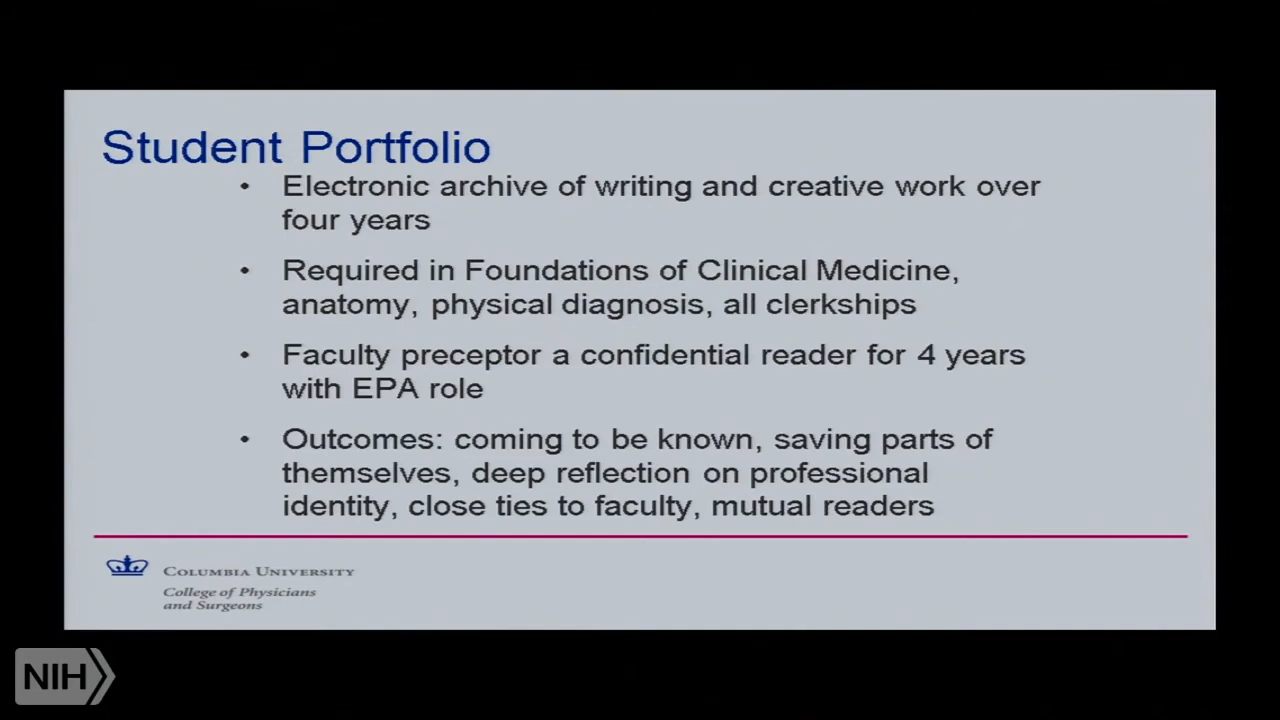 Student Portfolio
• Electronic archive of writing and creative work over
four years
• Required in Foundations of Clinical Medicine,
anatomy, physical diagnosis, all clerkships
• Faculty preceptor a confidential reader for 4 years
with EPA role
• Outcomes: coming to be known, saving parts of
themselves, deep reflection on professional
identity, close ties to faculty, mutual readers
COLUMBIA UNIVERSITY
College of Physicians
and Surgeons
NIH